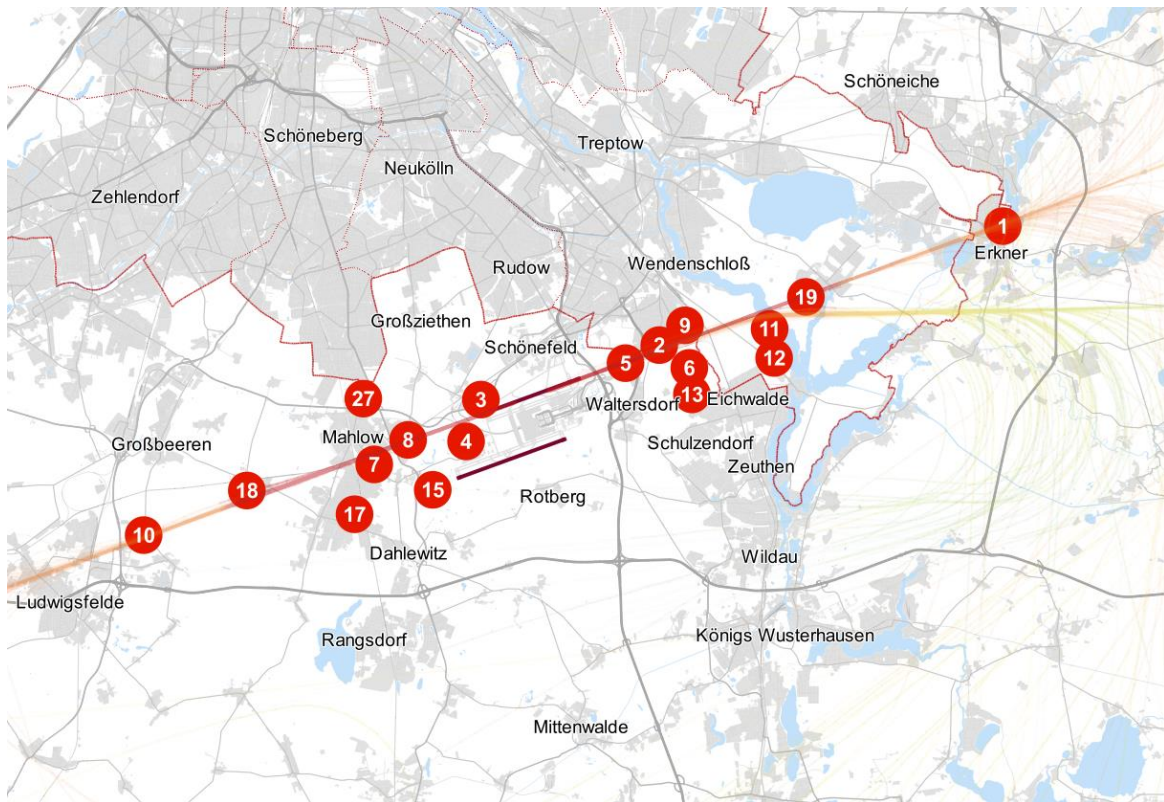 Schöneiche
Schöneberg
Treptow
Neukölln
Zehlendorf
1
Erkner
Wendenschloß
Rudow
19
Großziethen
9
11
Schönefeld
2
12
5
6
27
3
Waltersdorf
13
Eichwalde
Mahlow
8
4
Großbeeren
Schulzendorf
7
Zeuthen
18
15
Rotberg
17
10
Dahlewitz
Wildau
Ludwigsfelde
Rangsdorf
Königs Wusterhausen
Mittenwalde